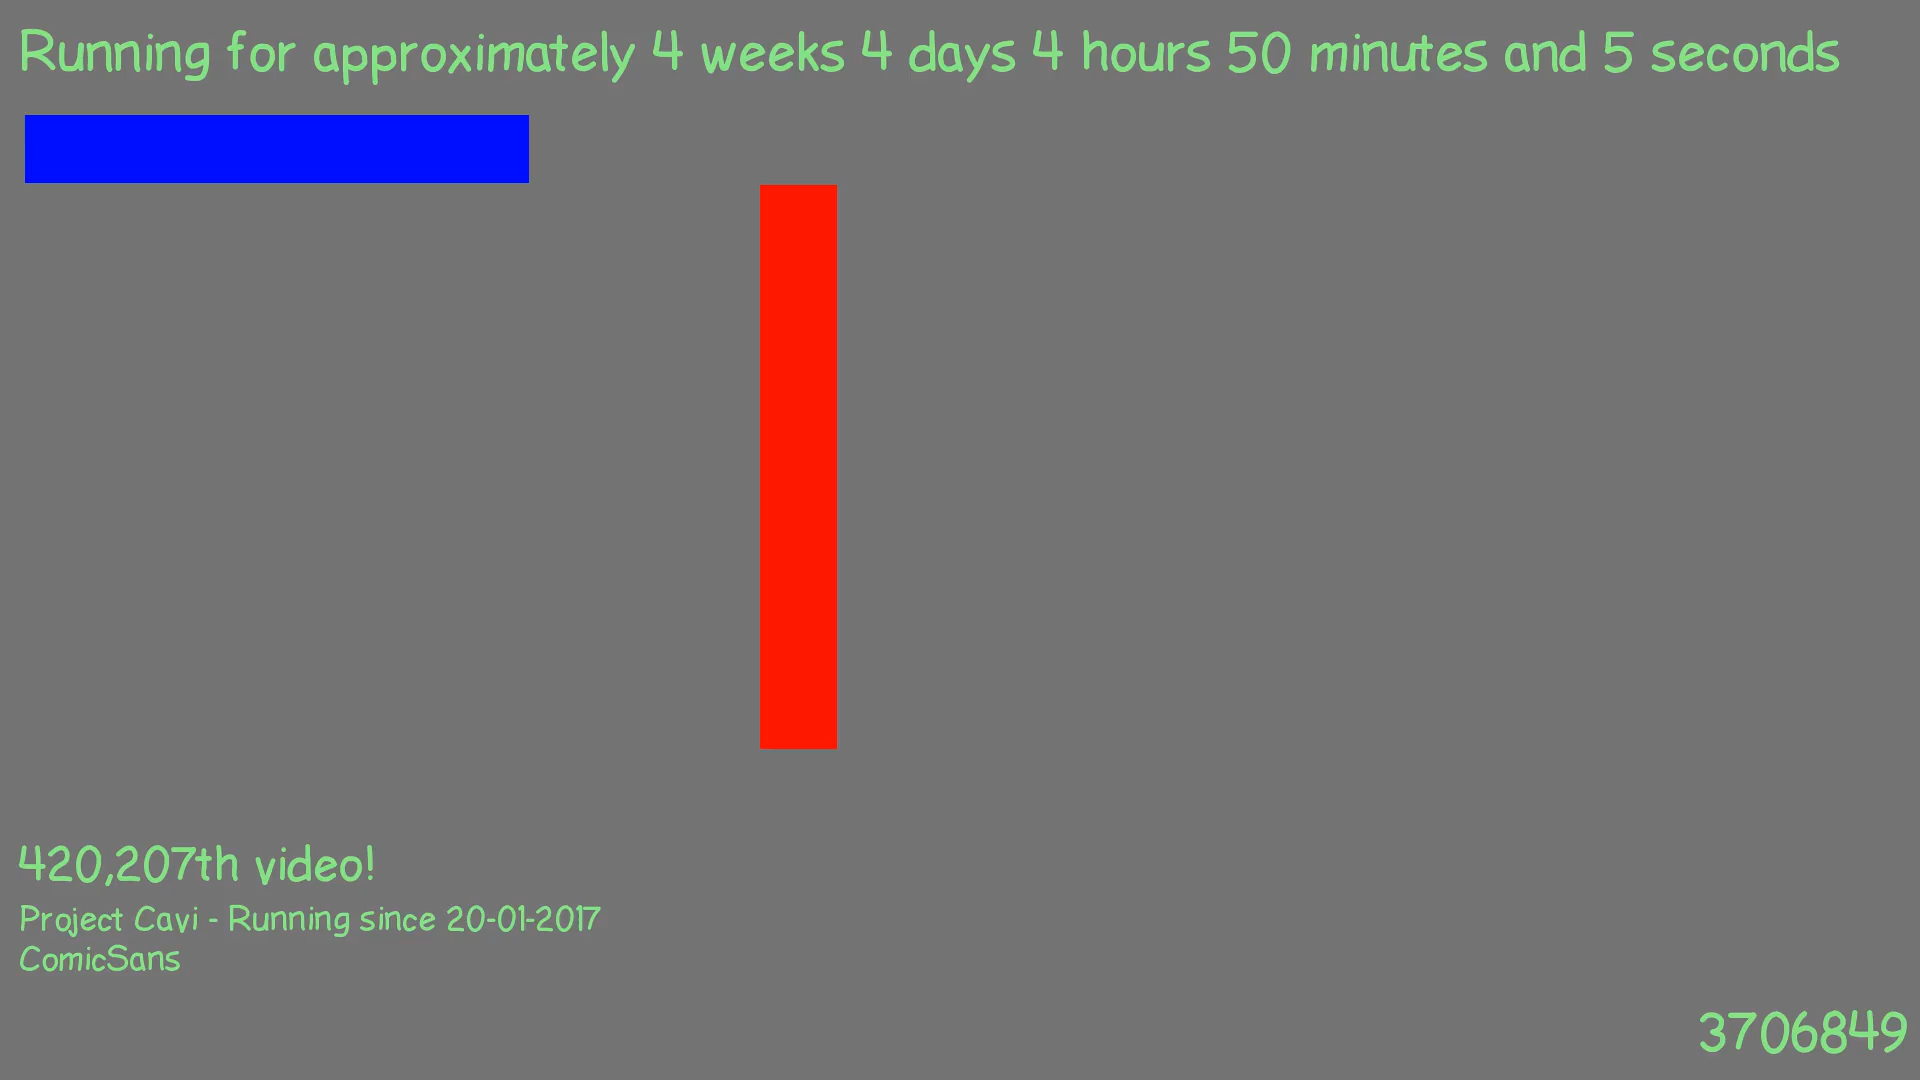 Running for approximately 4 weeks 4 days 4 hours 50 minutes and 5 seconds
420,207th video!
Project Cavi - Running since 20-01-2017
ComicSans
3706849